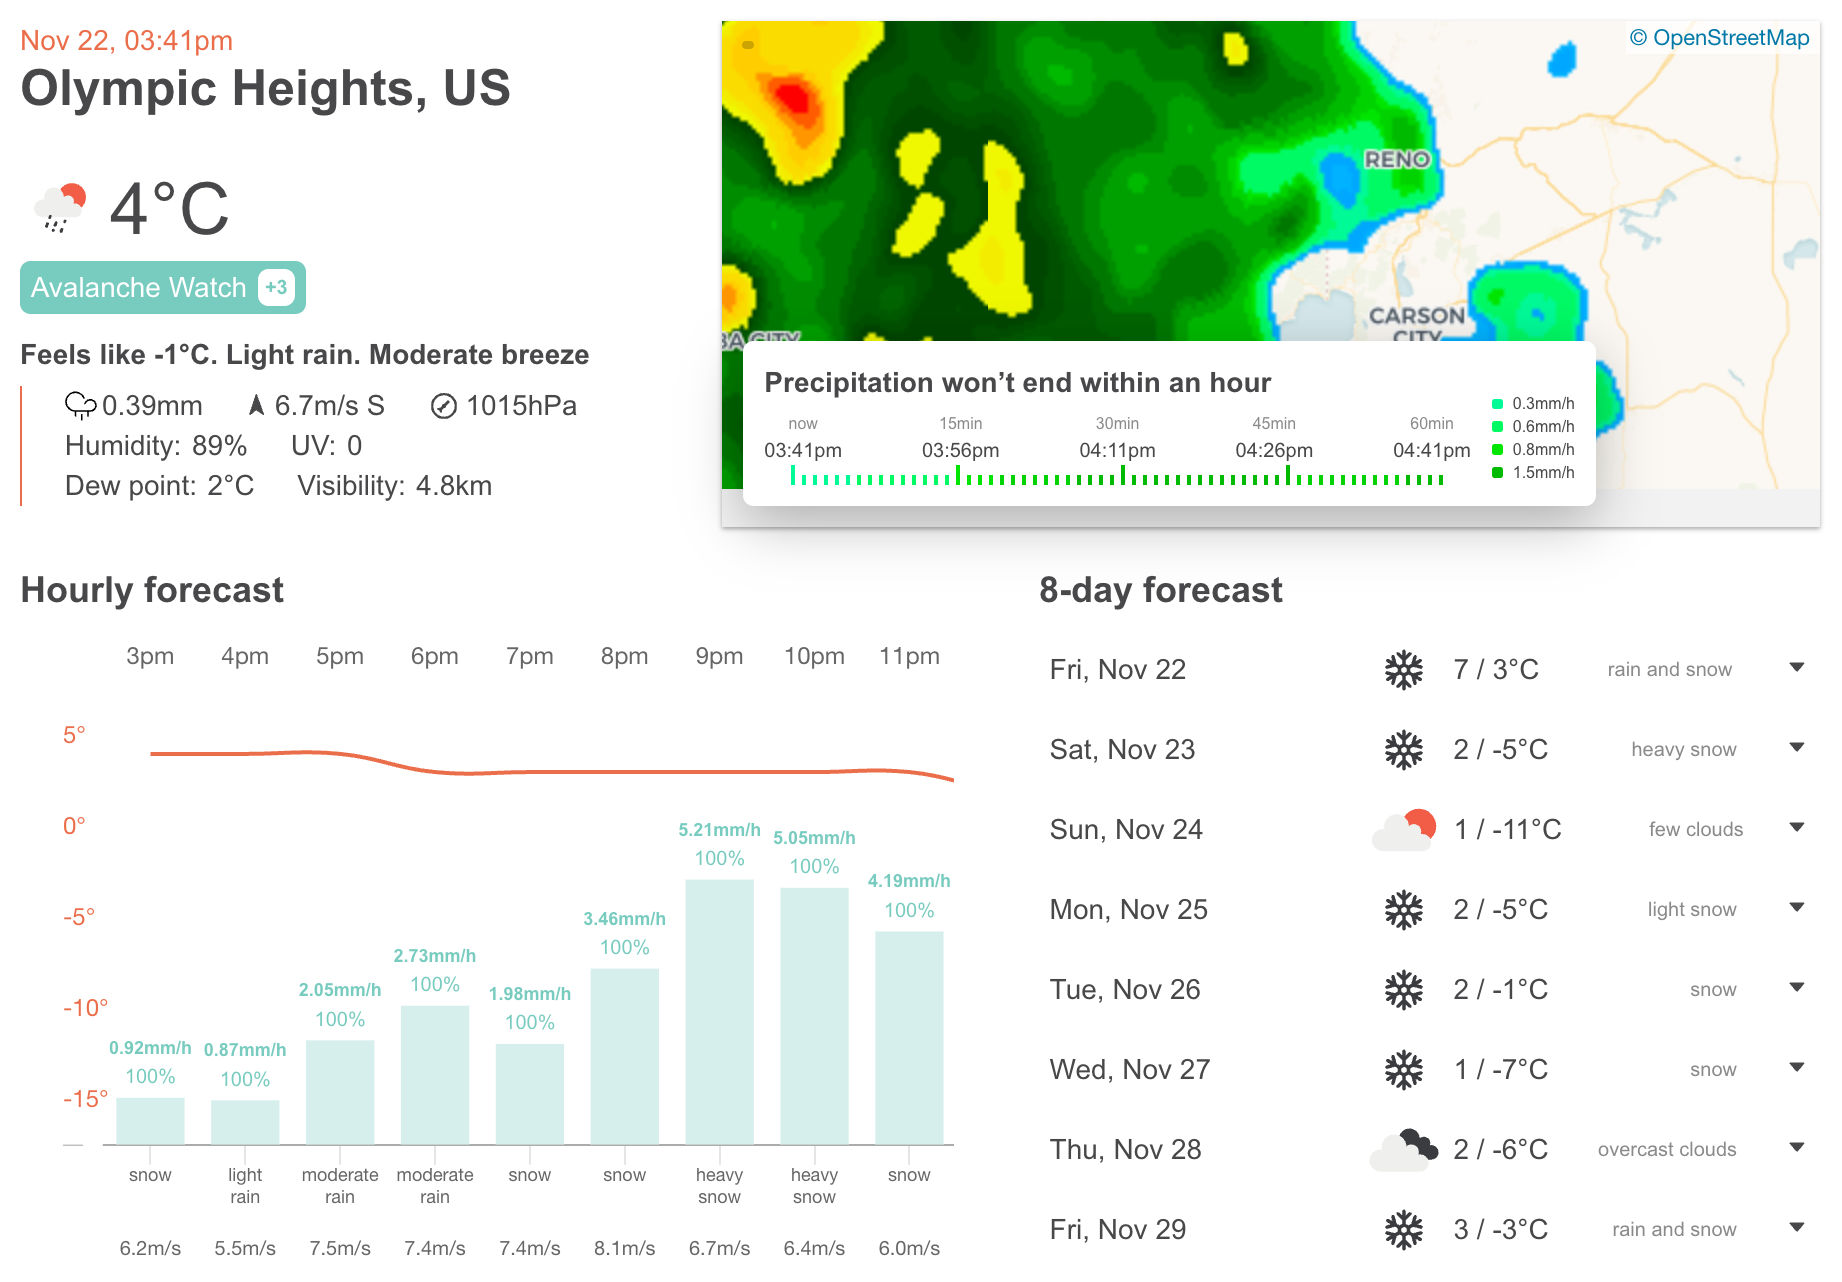 Nov 22, 03:41pm
Olympic Heights, US
4°C
Avalanche Watch +3
Feels like -1°C. Light rain. Moderate breeze
0.39mm 6.7m/s S 1015hPa
Humidity: 89% UV: 0
Dew point: 2°C Visibility: 4.8km
© OpenStreetMap
RENO
CARSON
CITY
BA CITY
Precipitation won’t end within an hour
now 15min 30min 45min 60min
03:41pm 03:56pm 04:11pm 04:26pm 04:41pm
0.3mm/h
0.6mm/h
0.8mm/h
1.5mm/h
Hourly forecast
3pm 4pm 5pm 6pm 7pm 8pm 9pm 10pm 11pm
5°
0°
-5°
-10°
-15°
0.92mm/h
100%
0.87mm/h
100%
2.05mm/h
100%
2.73mm/h
100%
1.98mm/h
100%
3.46mm/h
100%
5.21mm/h
100%
5.05mm/h
100%
4.19mm/h
100%
snow
light
rain
moderate
rain
moderate
rain
snow
snow
heavy
snow
heavy
snow
snow
6.2m/s 5.5m/s 7.5m/s 7.4m/s 7.4m/s 8.1m/s 6.7m/s 6.4m/s 6.0m/s
8-day forecast
Fri, Nov 22 7 / 3°C rain and snow
Sat, Nov 23 2 / -5°C heavy snow
Sun, Nov 24 1 / -11°C few clouds
Mon, Nov 25 2 / -5°C light snow
Tue, Nov 26 2 / -1°C snow
Wed, Nov 27 1 / -7°C snow
Thu, Nov 28 2 / -6°C overcast clouds
Fri, Nov 29 3 / -3°C rain and snow